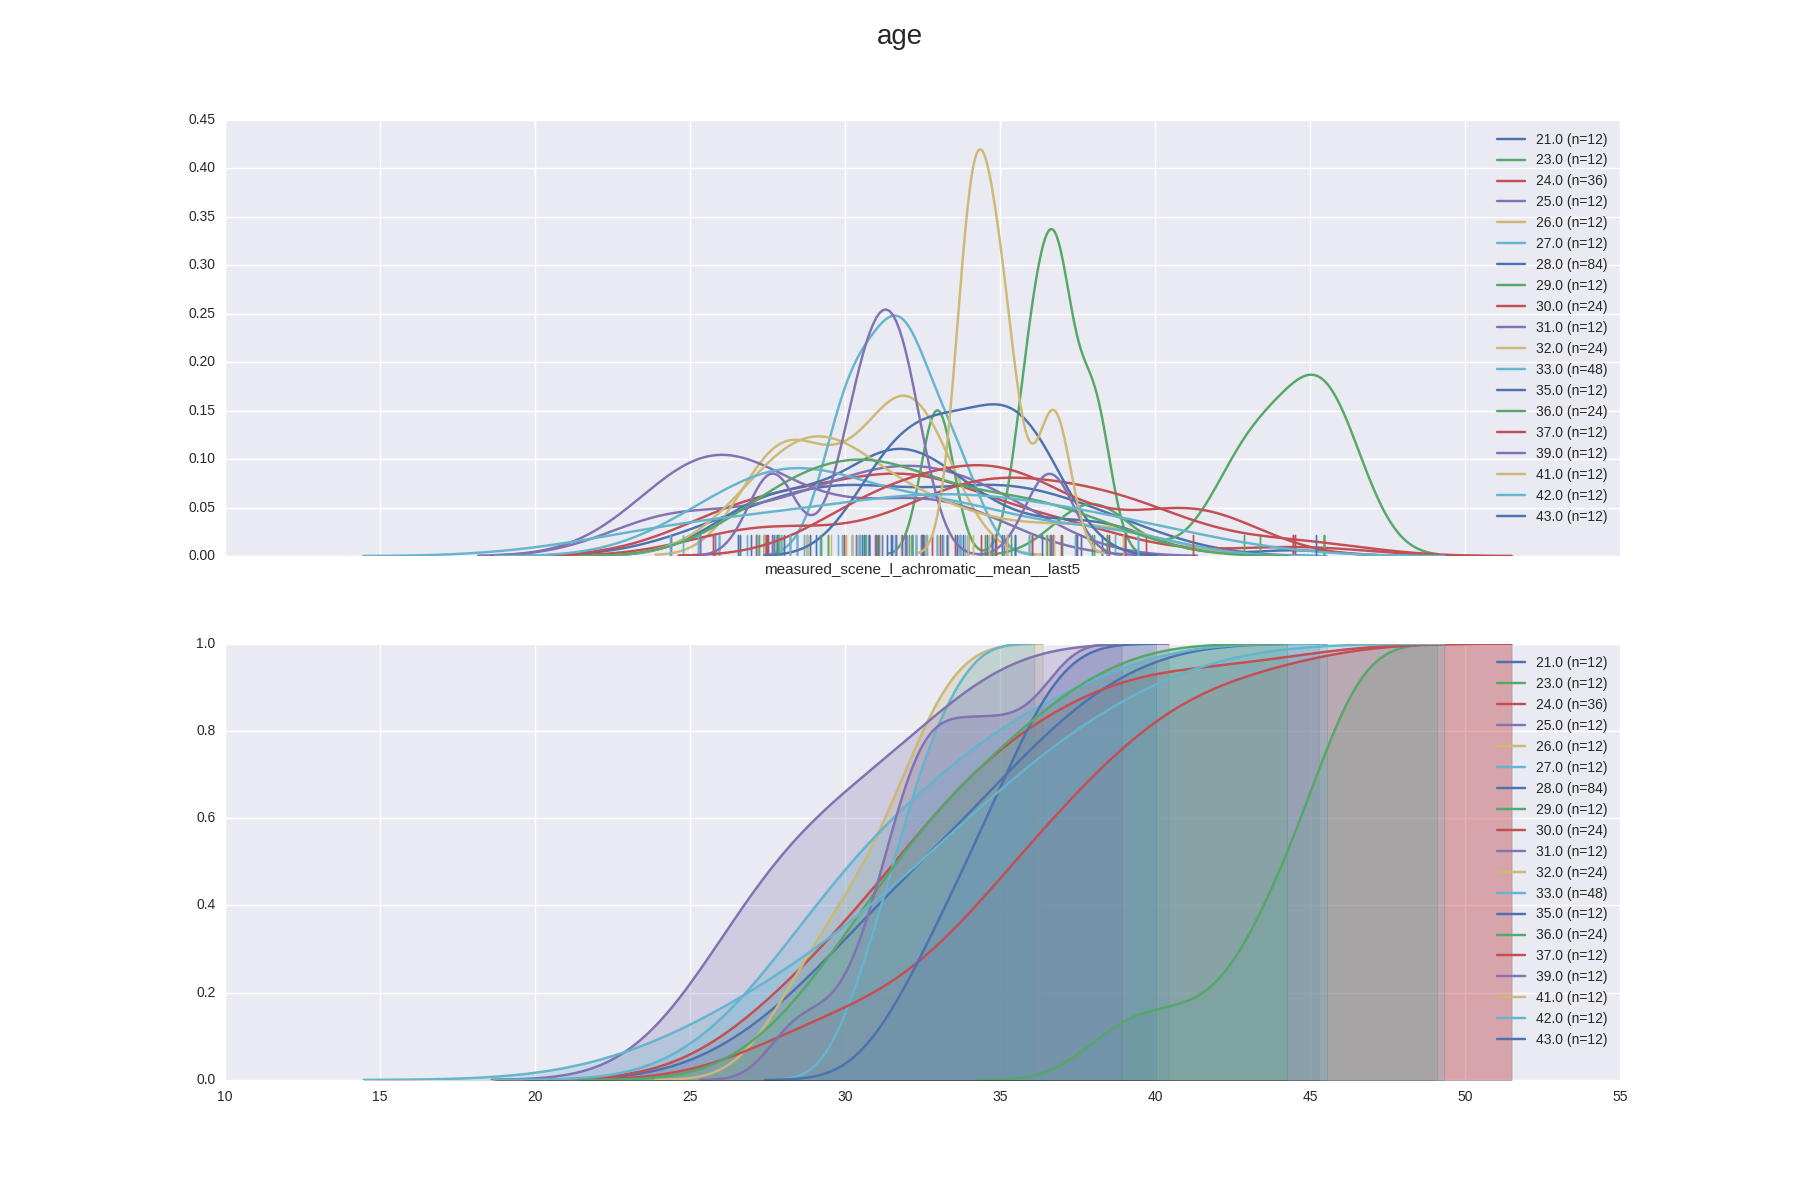 age
0.45
0.40
0.35
0.30
0.25
0.20
0.15
0.10
0.05
0.00
21.0 (n=12)
23.0 (n=12)
24.0 (n=36)
25.0 (n=12)
26.0 (n=12)
27.0 (n=12)
28.0 (n=84)
29.0 (n=12)
30.0 (n=24)
31.0 (n=12)
32.0 (n=24)
33.0 (n=48)
35.0 (n=12)
36.0 (n=24)
37.0 (n=12)
39.0 (n=12)
41.0 (n=12)
42.0 (n=12)
43.0 (n=12)
measured_scene_l_achromatic__mean__last5
1.0
0.8
0.6
0.4
0.2
0.0
21.0 (n=12)
23.0 (n=12)
24.0 (n=36)
25.0 (n=12)
26.0 (n=12)
27.0 (n=12)
28.0 (n=84)
29.0 (n=12)
30.0 (n=24)
31.0 (n=12)
32.0 (n=24)
33.0 (n=48)
35.0 (n=12)
36.0 (n=24)
37.0 (n=12)
39.0 (n=12)
41.0 (n=12)
42.0 (n=12)
43.0 (n=12)
10 15 20 25 30 35 40 45 50 55